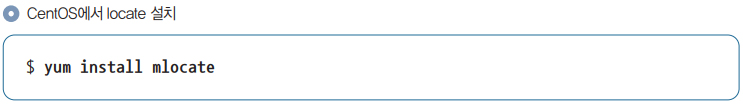 CentOS에서 locate 설치
$ yum install mlocate